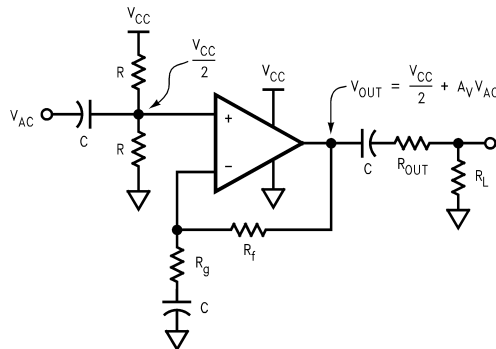 V_CC
V_CC / 2
R
V_CC
V_OUT = V_CC / 2 + A_V V_AC
V_AC
C
+
R
−
C
R_OUT
R_L
R_f
R_g
C